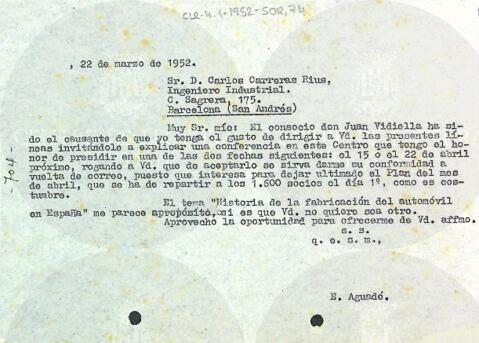 CLR-4.1-1952-SOR,74
, 22 de marzo de 1952.
Sr. D. Carlos Carreras Rius,
Ingeniero Industrial.
C. Sagrera, 175.
Barcelona (San Andrés)
Muy Sr. mío: El consocio don Juan Vidiella ha si-
do el causante de que yo tenga el gusto de dirigir a Vd. las presentes lí-
neas invitándole a explicar una conferencia en este Centro que tengo el ho-
nor de presidir en una de las dos fechas siguientes: el 15 ó el 22 de abril
próximo, rogando a Vd. que de aceptarlo se sirva darme su conformidad a
vuelta de correo, puesto que interesa para dejar ultimado el Plan del mes
de abril, que se ha de repartir a los 1.500 socios el día 1º, como es cos-
tumbre.
El tema "Historia de la fabricación del automóvil
en España" me parece apropósito, si es que Vd. no quiere sea otro.
Aprovecho la oportunidad para ofrecerme de Vd. affmo.
s. s.
q. e. s. m.,
E. Aguadé.
-704-